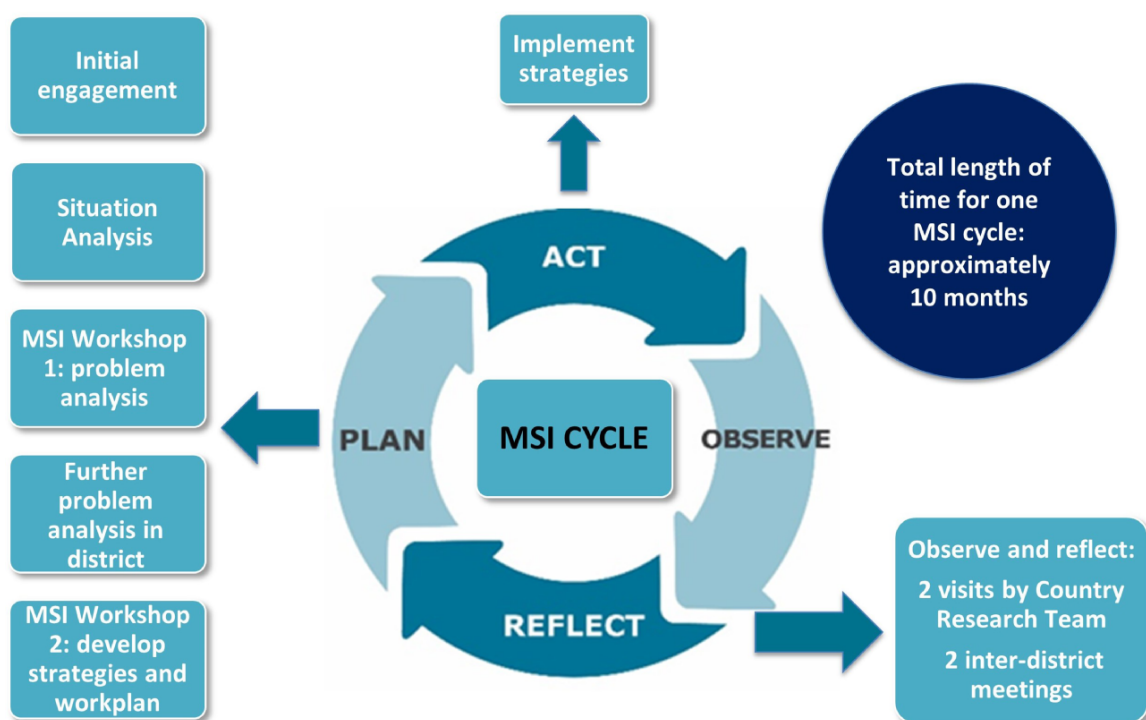 Initial
engagement
Situation
Analysis
MSI Workshop
1: problem
analysis
Further
problem
analysis in
district
MSI Workshop
2: develop
strategies and
workplan
Implement
strategies
ACT
PLAN
MSI CYCLE
OBSERVE
REFLECT
Total length of
time for one
MSI cycle:
approximately
10 months
Observe and reflect:
2 visits by Country
Research Team
2 inter-district
meetings